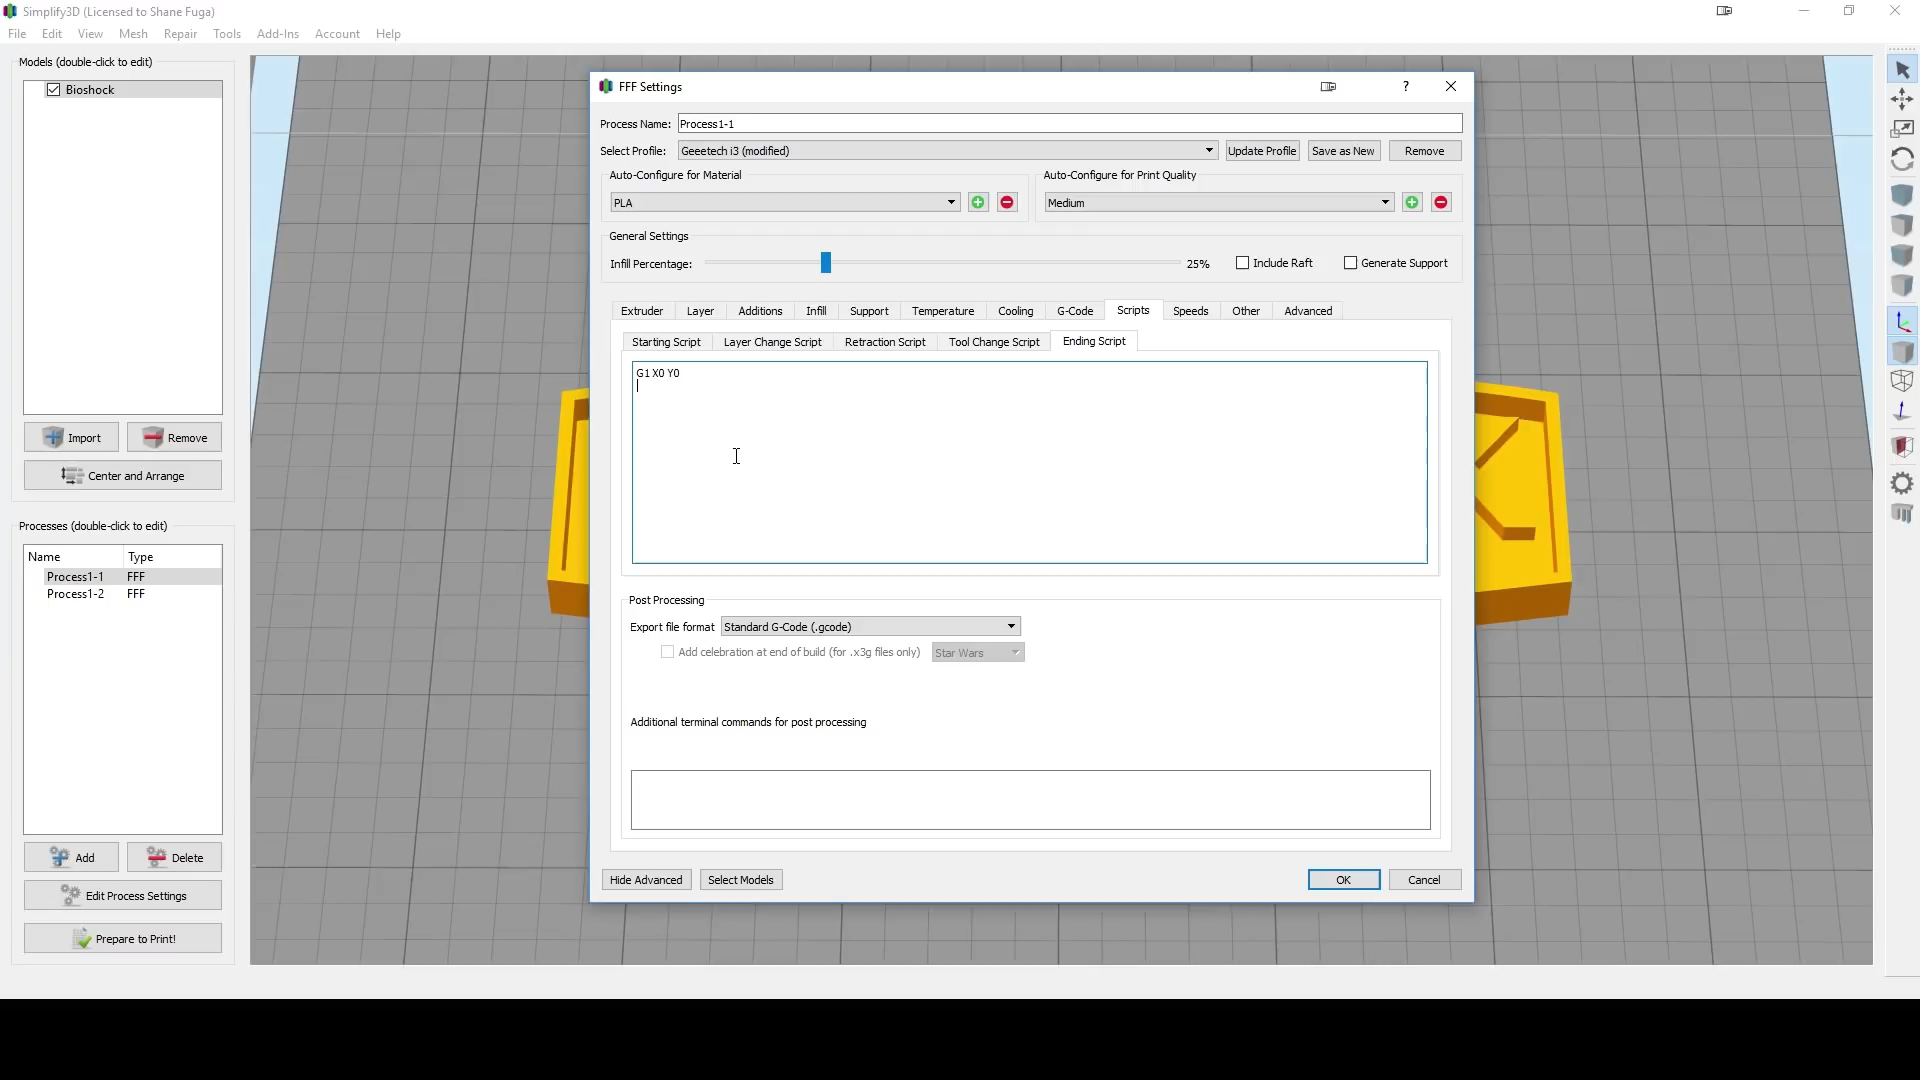 Simplify3D (Licensed to Shane Fuga)
File Edit View Mesh Repair Tools Add-Ins Account Help
Models (double-click to edit)
Bioshock
Import Remove
Center and Arrange
Processes (double-click to edit)
Name Type
Process1-1 FFF
Process1-2 FFF
Add Delete
Edit Process Settings
Prepare to Print!
FFF Settings ?
Process Name: Process1-1
Select Profile: Geeetech i3 (modified) Update Profile Save as New Remove
Auto-Configure for Material
PLA
Auto-Configure for Print Quality
Medium
General Settings
Infill Percentage: 25% Include Raft Generate Support
Extruder Layer Additions Infill Support Temperature Cooling G-Code Scripts Speeds Other Advanced
Starting Script Layer Change Script Retraction Script Tool Change Script Ending Script
G1 X0 Y0
Post Processing
Export file format Standard G-Code (.gcode)
Add celebration at end of build (for .x3g files only) Star Wars
Additional terminal commands for post processing
Hide Advanced Select Models OK Cancel